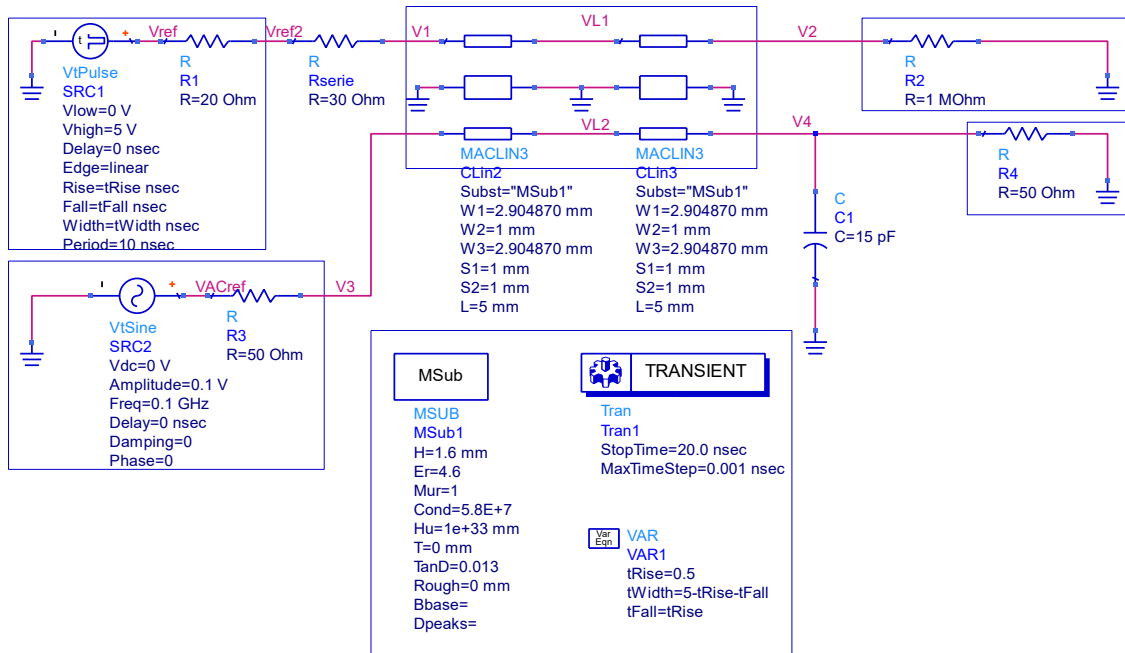 Vref
Vref2
V1
VL1
V2
t
VtPulse
SRC1
Vlow=0 V
Vhigh=5 V
Delay=0 nsec
Edge=linear
Rise=tRise nsec
Fall=tFall nsec
Width=tWidth nsec
Period=10 nsec
R
R1
R=20 Ohm
R
Rserie
R=30 Ohm
R
R2
R=1 MOhm
VL2
V4
MACLIN3
CLin2
Subst="MSub1"
W1=2.904870 mm
W2=1 mm
W3=2.904870 mm
S1=1 mm
S2=1 mm
L=5 mm
MACLIN3
CLin3
Subst="MSub1"
W1=2.904870 mm
W2=1 mm
W3=2.904870 mm
S1=1 mm
S2=1 mm
L=5 mm
R
R4
R=50 Ohm
C
C1
C=15 pF
VACref
V3
VtSine
SRC2
Vdc=0 V
Amplitude=0.1 V
Freq=0.1 GHz
Delay=0 nsec
Damping=0
Phase=0
R
R3
R=50 Ohm
MSub
MSUB
MSub1
H=1.6 mm
Er=4.6
Mur=1
Cond=5.8E+7
Hu=1e+33 mm
T=0 mm
TanD=0.013
Rough=0 mm
Bbase=
Dpeaks=
TRANSIENT
Tran
Tran1
StopTime=20.0 nsec
MaxTimeStep=0.001 nsec
Var
Eqn
VAR
VAR1
tRise=0.5
tWidth=5-tRise-tFall
tFall=tRise